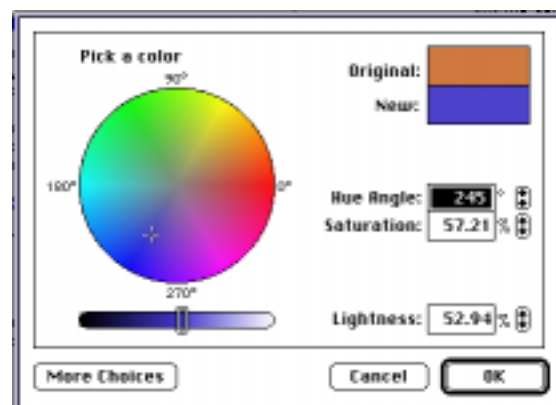 Pick a color
90°
180°
0°
270°
Original:
New:
Hue Angle: 245 °
Saturation: 57.21 %
Lightness: 52.94 %
More Choices
Cancel
OK